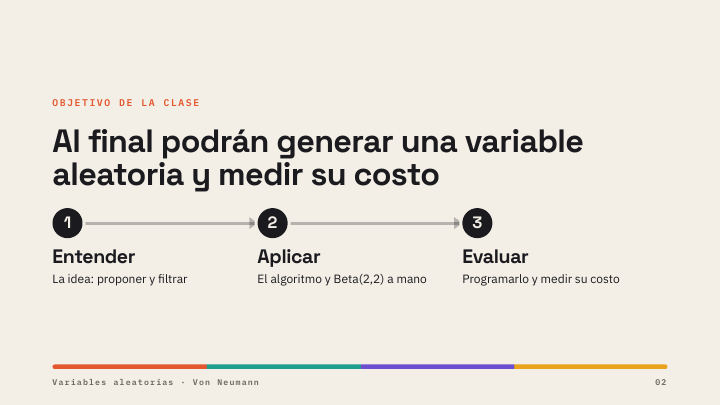 OBJETIVO DE LA CLASE
Al final podrán generar una variable
aleatoria y medir su costo
1 2 3
Entender Aplicar Evaluar
La idea: proponer y filtrar El algoritmo y Beta(2,2) a mano Programarlo y medir su costo
Variables aleatorias · Von Neumann 02